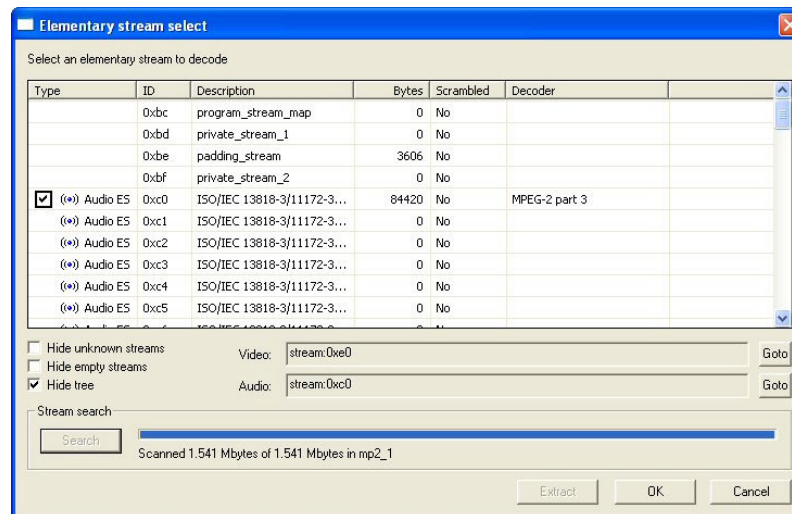 Elementary stream select
Select an elementary stream to decode
Type ID Description Bytes Scrambled Decoder
0xbc program_stream_map 0 No
0xbd private_stream_1 0 No
0xbe padding_stream 3606 No
0xbf private_stream_2 0 No
Audio ES 0xc0 ISO/IEC 13818-3/11172-3... 84420 No MPEG-2 part 3
Audio ES 0xc1 ISO/IEC 13818-3/11172-3... 0 No
Audio ES 0xc2 ISO/IEC 13818-3/11172-3... 0 No
Audio ES 0xc3 ISO/IEC 13818-3/11172-3... 0 No
Audio ES 0xc4 ISO/IEC 13818-3/11172-3... 0 No
Audio ES 0xc5 ISO/IEC 13818-3/11172-3... 0 No
Hide unknown streams
Hide empty streams
Hide tree
Video: stream:0xe0 Goto
Audio: stream:0xc0 Goto
Stream search
Search
Scanned 1.541 Mbytes of 1.541 Mbytes in mp2_1
Extract OK Cancel